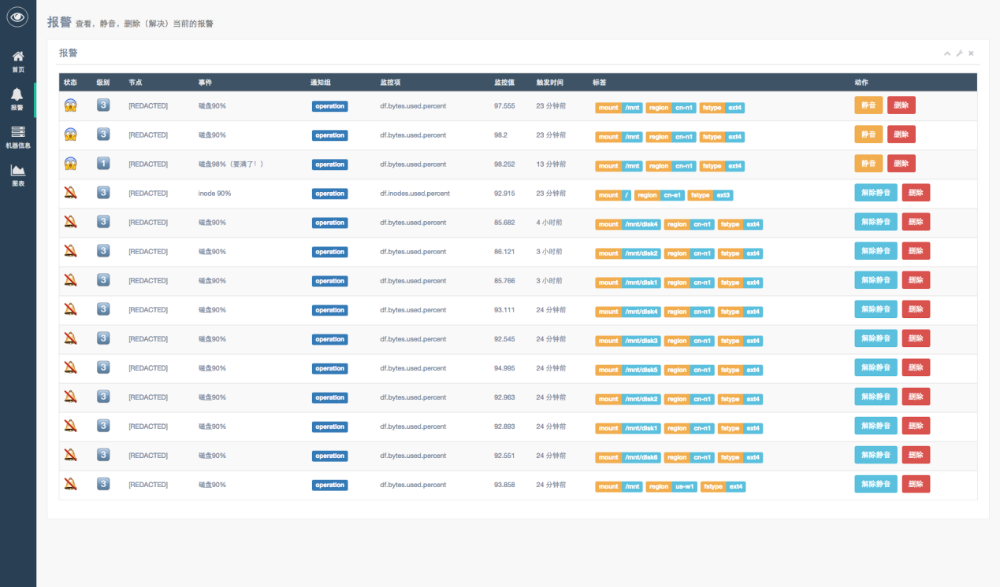 报警 查看，静音，删除（解决）当前的报警
首页
报警
机器信息
图表
报警
状态 级别 节点 事件 通知组 监控项 监控值 触发时间 标签 动作
3 [REDACTED] 磁盘90% operation df.bytes.used.percent 97.555 23 分钟前 mount /mnt region cn-n1 fstype ext4 静音 删除
3 [REDACTED] 磁盘90% operation df.bytes.used.percent 98.2 23 分钟前 mount /mnt region cn-n1 fstype ext4 静音 删除
1 [REDACTED] 磁盘98%（要满了！） operation df.bytes.used.percent 98.252 13 分钟前 mount /mnt region cn-n1 fstype ext4 静音 删除
3 [REDACTED] inode 90% operation df.inodes.used.percent 92.915 23 分钟前 mount / region cn-e1 fstype ext3 解除静音 删除
3 [REDACTED] 磁盘90% operation df.bytes.used.percent 85.682 4 小时前 mount /mnt/disk4 region cn-n1 fstype ext4 解除静音 删除
3 [REDACTED] 磁盘90% operation df.bytes.used.percent 86.121 3 小时前 mount /mnt/disk2 region cn-n1 fstype ext4 解除静音 删除
3 [REDACTED] 磁盘90% operation df.bytes.used.percent 85.766 3 小时前 mount /mnt/disk1 region cn-n1 fstype ext4 解除静音 删除
3 [REDACTED] 磁盘90% operation df.bytes.used.percent 93.111 24 分钟前 mount /mnt/disk4 region cn-n1 fstype ext4 解除静音 删除
3 [REDACTED] 磁盘90% operation df.bytes.used.percent 92.545 24 分钟前 mount /mnt/disk3 region cn-n1 fstype ext4 解除静音 删除
3 [REDACTED] 磁盘90% operation df.bytes.used.percent 94.995 24 分钟前 mount /mnt/disk5 region cn-n1 fstype ext4 解除静音 删除
3 [REDACTED] 磁盘90% operation df.bytes.used.percent 92.963 24 分钟前 mount /mnt/disk2 region cn-n1 fstype ext4 解除静音 删除
3 [REDACTED] 磁盘90% operation df.bytes.used.percent 92.893 24 分钟前 mount /mnt/disk1 region cn-n1 fstype ext4 解除静音 删除
3 [REDACTED] 磁盘90% operation df.bytes.used.percent 92.551 24 分钟前 mount /mnt/disk6 region cn-n1 fstype ext4 解除静音 删除
3 [REDACTED] 磁盘90% operation df.bytes.used.percent 93.858 24 分钟前 mount /mnt region us-w1 fstype ext4 解除静音 删除